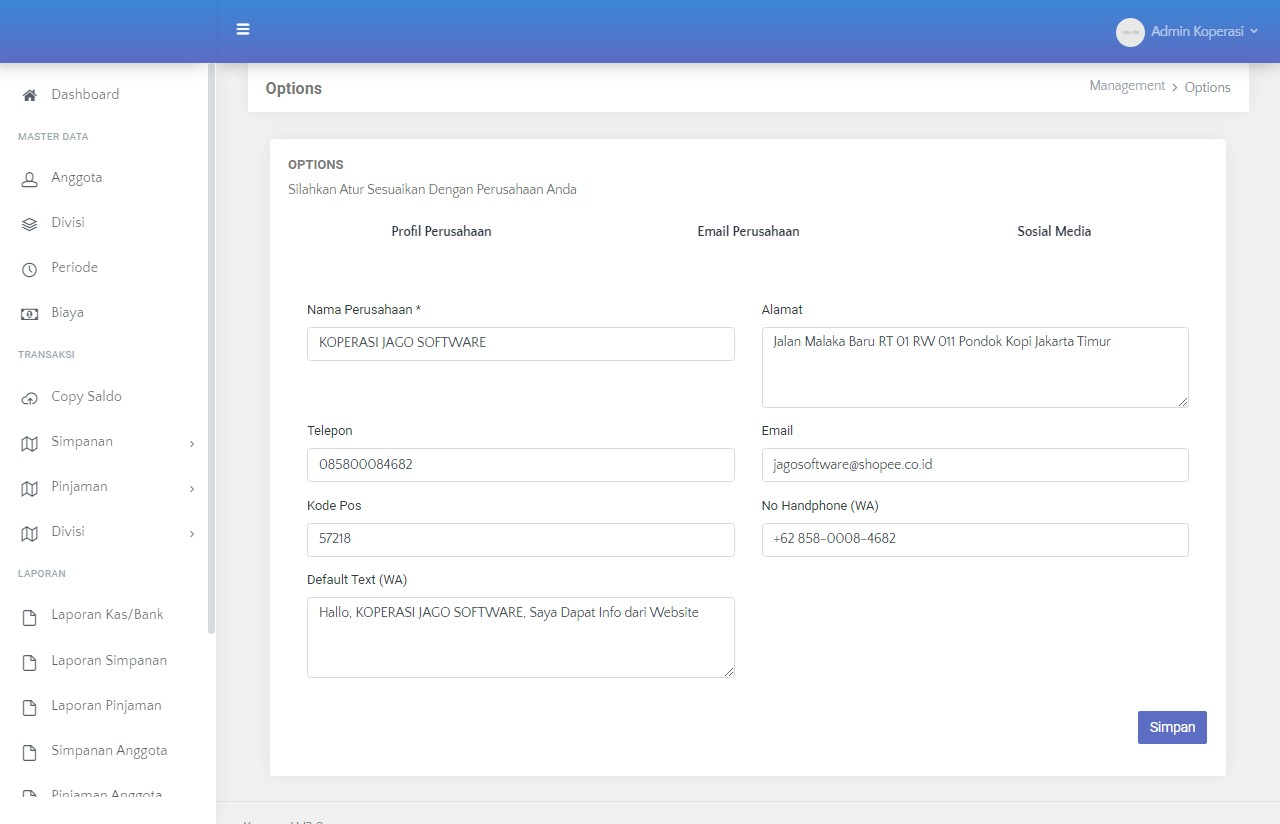 Admin Koperasi
Dashboard
MASTER DATA
Anggota
Divisi
Periode
Biaya
TRANSAKSI
Copy Saldo
Simpanan
Pinjaman
Divisi
LAPORAN
Laporan Kas/Bank
Laporan Simpanan
Laporan Pinjaman
Simpanan Anggota
Pinjaman Anggota
Options
Management > Options
OPTIONS
Silahkan Atur Sesuaikan Dengan Perusahaan Anda
Profil Perusahaan Email Perusahaan Sosial Media
Nama Perusahaan *
KOPERASI JAGO SOFTWARE
Alamat
Jalan Malaka Baru RT 01 RW 011 Pondok Kopi Jakarta Timur
Telepon
085800084682
Email
jagosoftware@shopee.co.id
Kode Pos
57218
No Handphone (WA)
+62 858-0008-4682
Default Text (WA)
Hallo, KOPERASI JAGO SOFTWARE, Saya Dapat Info dari Website
Simpan